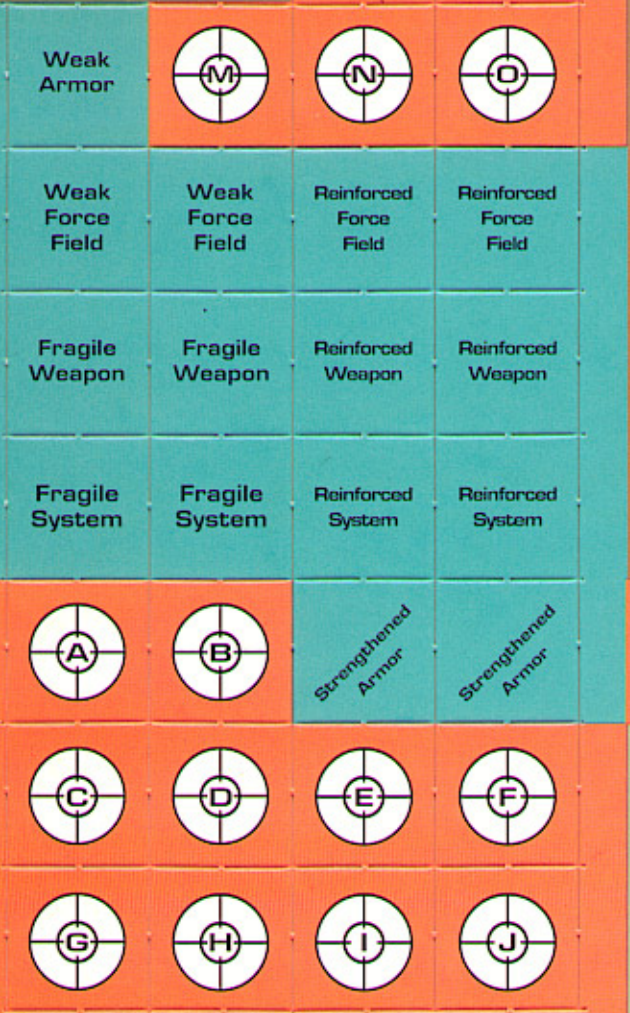 Weak
Armor
M
N
O
Weak
Force
Field
Weak
Force
Field
Reinforced
Force
Field
Reinforced
Force
Field
Fragile
Weapon
Fragile
Weapon
Reinforced
Weapon
Reinforced
Weapon
Fragile
System
Fragile
System
Reinforced
System
Reinforced
System
A
B
Strengthened
Armor
Strengthened
Armor
C
D
E
F
G
H
I
J